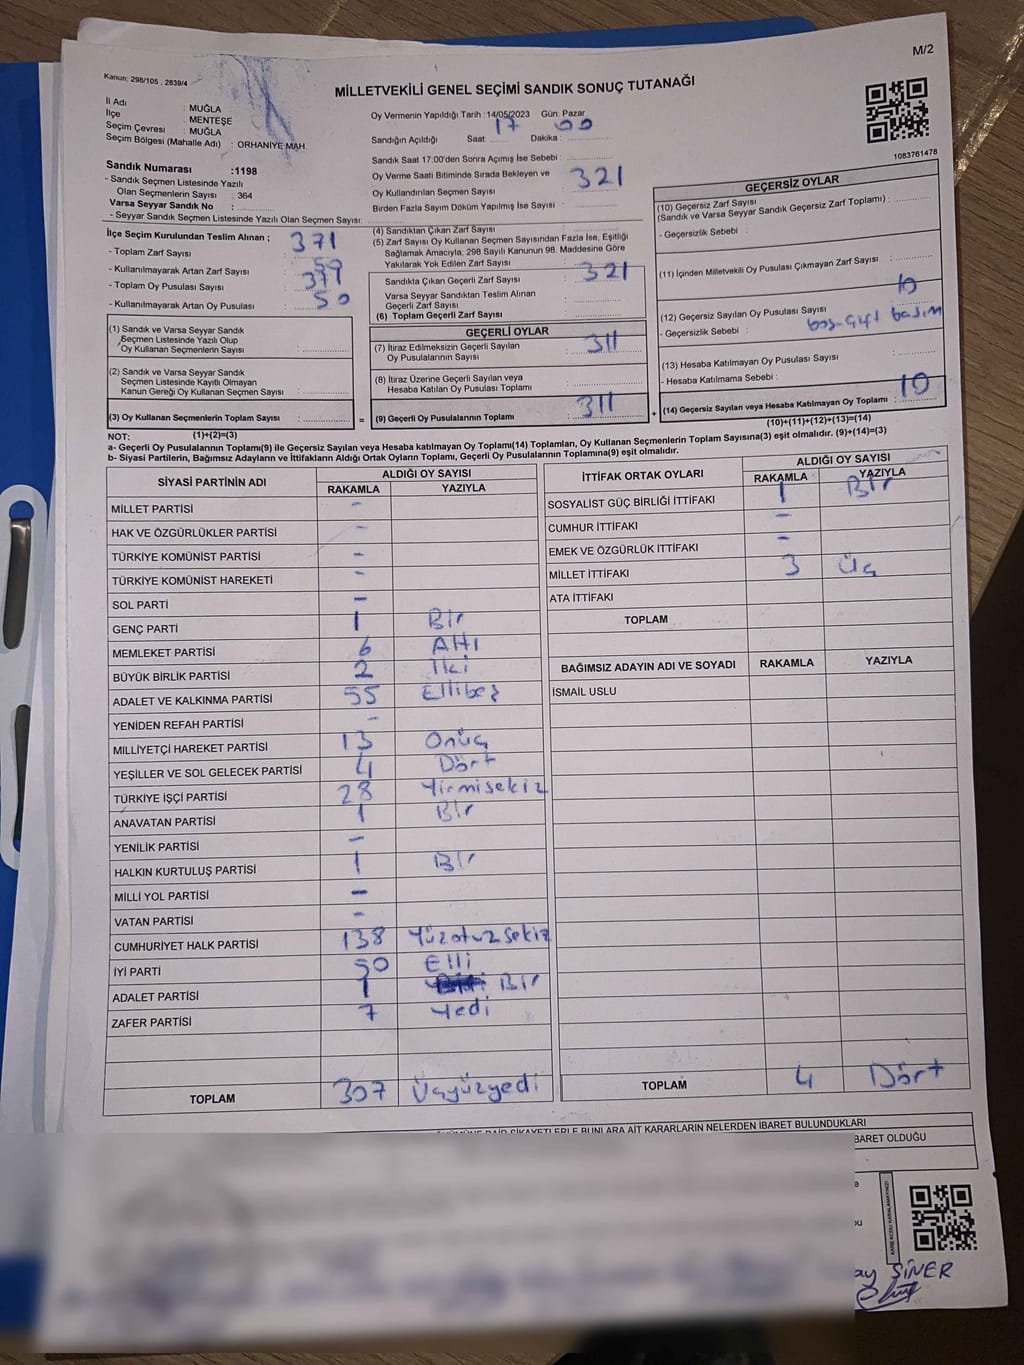 M/2
Kanun: 298/105 , 2839/4
MİLLETVEKİLİ GENEL SEÇİMİ SANDIK SONUÇ TUTANAĞI
İl Adı : MUĞLA
İlçe : MENTEŞE
Seçim Çevresi : MUĞLA
Seçim Bölgesi (Mahalle Adı) : ORHANİYE MAH.
Sandık Numarası :1198
- Sandık Seçmen Listesinde Yazılı
Olan Seçmenlerin Sayısı : 364
Varsa Seyyar Sandık No :
- Seyyar Sandık Seçmen Listesinde Yazılı Olan Seçmen Sayısı:
Oy Vermenin Yapıldığı Tarih : 14/05/2023 Gün: Pazar
Sandığın Açıldığı Saat : 17 Dakika : 00
Sandık Saat 17:00'den Sonra Açımış İse Sebebi :
Oy Verme Saati Bitiminde Sırada Bekleyen ve
Oy Kullandırılan Seçmen Sayısı : 321
Birden Fazla Sayım Döküm Yapılmış İse Sayısı :
1083761478
İlçe Seçim Kurulundan Teslim Alınan ;
- Toplam Zarf Sayısı : 371
- Kullanılmayarak Artan Zarf Sayısı :
- Toplam Oy Pusulası Sayısı :
- Kullanılmayarak Artan Oy Pusulası : 50
(1) Sandık ve Varsa Seyyar Sandık
Seçmen Listesinde Yazılı Olup
Oy Kullanan Seçmenlerin Sayısı :
(2) Sandık ve Varsa Seyyar Sandık
Seçmen Listesinde Kayıtlı Olmayan
Kanun Gereği Oy Kullanan Seçmen Sayısı :
(3) Oy Kullanan Seçmenlerin Toplam Sayısı :
(1)+(2)=(3)
(4) Sandıktan Çıkan Zarf Sayısı :
(5) Zarf Sayısı Oy Kullanan Seçmen Sayısından Fazla İse, Eşitliği
Sağlamak Amacıyla, 298 Sayılı Kanunun 98. Maddesine Göre
Yakılarak Yok Edilen Zarf Sayısı :
Sandıkta Çıkan Geçerli Zarf Sayısı : 321
Varsa Seyyar Sandıktan Teslim Alınan
Geçerli Zarf Sayısı :
(6) Toplam Geçerli Zarf Sayısı :
GEÇERLİ OYLAR
(7) İtiraz Edilmeksizin Geçerli Sayılan
Oy Pusulalarının Sayısı : 311
(8) İtiraz Üzerine Geçerli Sayılan veya
Hesaba Katılan Oy Pusulası Toplamı :
= (9) Geçerli Oy Pusulalarının Toplamı : 311 +
GEÇERSİZ OYLAR
(10) Geçersiz Zarf Sayısı
(Sandık ve Varsa Seyyar Sandık Geçersiz Zarf Toplamı) :
- Geçersizlik Sebebi :
(11) İçinden Milletvekili Oy Pusulası Çıkmayan Zarf Sayısı :
(12) Geçersiz Sayılan Oy Pusulası Sayısı :
- Geçersizlik Sebebi : boş-çift basım
(13) Hesaba Katılmayan Oy Pusulası Sayısı :
- Hesaba Katılmama Sebebi :
(14) Geçersiz Sayılan veya Hesaba Katılmayan Oy Toplamı : 10
(10)+(11)+(12)+(13)=(14)
NOT:
a- Geçerli Oy Pusulalarının Toplamı(9) ile Geçersiz Sayılan veya Hesaba katılmayan Oy Toplamı(14) Toplamları, Oy Kullanan Seçmenlerin Toplam Sayısına(3) eşit olmalıdır. (9)+(14)=(3)
b- Siyasi Partilerin, Bağımsız Adayların ve İttifakların Aldığı Ortak Oyların Toplamı, Geçerli Oy Pusulalarının Toplamına(9) eşit olmalıdır.
SİYASİ PARTİNİN ADI ALDIĞI OY SAYISI
RAKAMLA YAZIYLA
MİLLET PARTİSİ -
HAK VE ÖZGÜRLÜKLER PARTİSİ -
TÜRKİYE KOMÜNİST PARTİSİ -
TÜRKİYE KOMÜNİST HAREKETİ -
SOL PARTİ -
GENÇ PARTİ 1 Bir
MEMLEKET PARTİSİ 6 Altı
BÜYÜK BİRLİK PARTİSİ 2 İki
ADALET VE KALKINMA PARTİSİ 55 Ellibeş
YENİDEN REFAH PARTİSİ -
MİLLİYETÇİ HAREKET PARTİSİ 13 Onüç
YEŞİLLER VE SOL GELECEK PARTİSİ 4 Dört
TÜRKİYE İŞÇİ PARTİSİ 28 Yirmisekiz
ANAVATAN PARTİSİ 1 Bir
YENİLİK PARTİSİ -
HALKIN KURTULUŞ PARTİSİ 1 Bir
MİLLİ YOL PARTİSİ -
VATAN PARTİSİ -
CUMHURİYET HALK PARTİSİ 138 Yüzotuzsekiz
İYİ PARTİ 50 Elli
ADALET PARTİSİ 1 Bir
ZAFER PARTİSİ 7 Yedi
TOPLAM 307 Üçyüzyedi
İTTİFAK ORTAK OYLARI ALDIĞI OY SAYISI
RAKAMLA YAZIYLA
SOSYALİST GÜÇ BİRLİĞİ İTTİFAKI 1 Bir
CUMHUR İTTİFAKI -
EMEK VE ÖZGÜRLÜK İTTİFAKI -
MİLLET İTTİFAKI 3 Üç
ATA İTTİFAKI
TOPLAM
BAĞIMSIZ ADAYIN ADI VE SOYADI RAKAMLA YAZIYLA
İSMAİL USLU
TOPLAM 4 Dört
ŞİKAYETLERLE BUNLARA AİT KARARLARIN NELERDEN İBARET BULUNDUKLARI
İBARET OLDUĞU
KARE KODU KARALAMAYINIZ!
ŞİNER